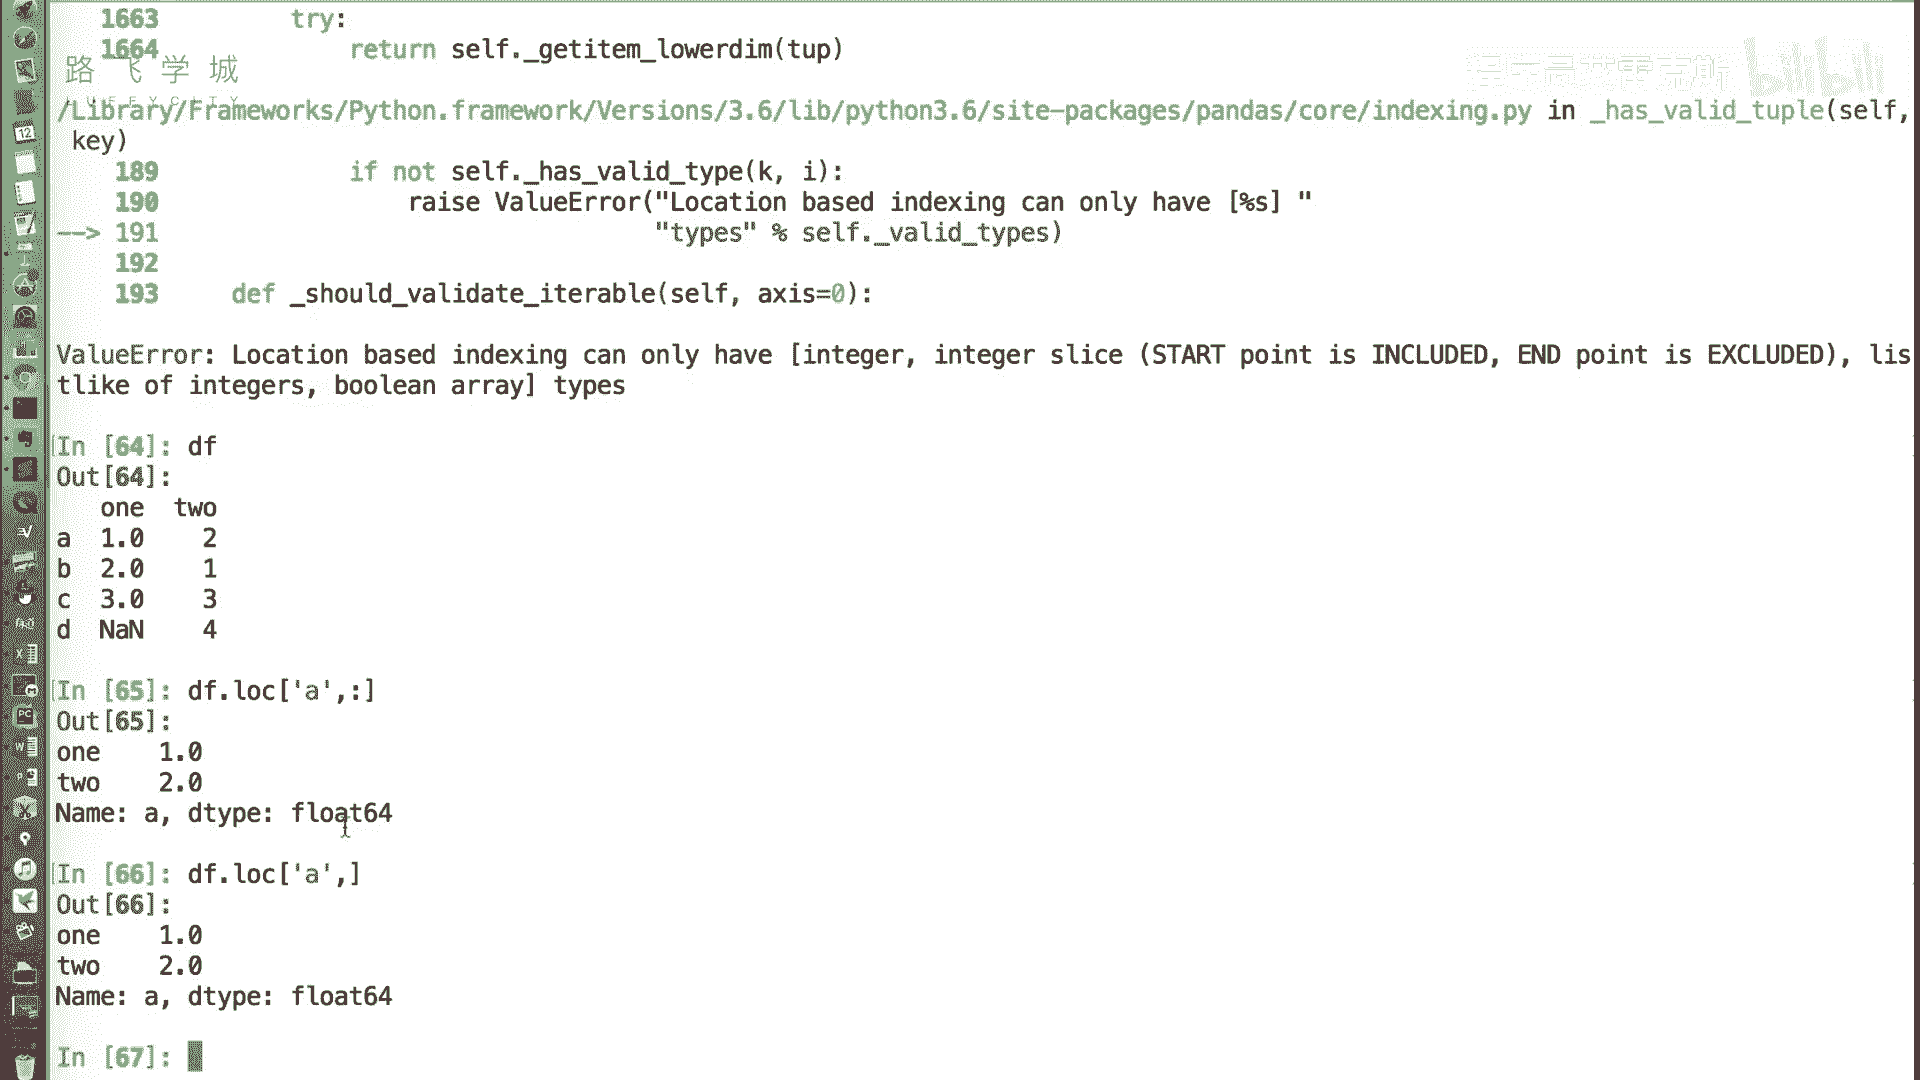 1663 try:
1664 return self._getitem_lowerdim(tup)
路飞学城
LUFFYCITY
bilibili
/Library/Frameworks/Python.framework/Versions/3.6/lib/python3.6/site-packages/pandas/core/indexing.py in _has_valid_tuple(self,
key)
189 if not self._has_valid_type(k, i):
190 raise ValueError("Location based indexing can only have [%s] "
--> 191 "types" % self._valid_types)
192
193 def _should_validate_iterable(self, axis=0):
ValueError: Location based indexing can only have [integer, integer slice (START point is INCLUDED, END point is EXCLUDED), lis
tlike of integers, boolean array] types
In [64]: df
Out[64]:
one two
a 1.0 2
b 2.0 1
c 3.0 3
d NaN 4
In [65]: df.loc['a',:]
Out[65]:
one 1.0
two 2.0
Name: a, dtype: float64
In [66]: df.loc['a',]
Out[66]:
one 1.0
two 2.0
Name: a, dtype: float64
In [67]: